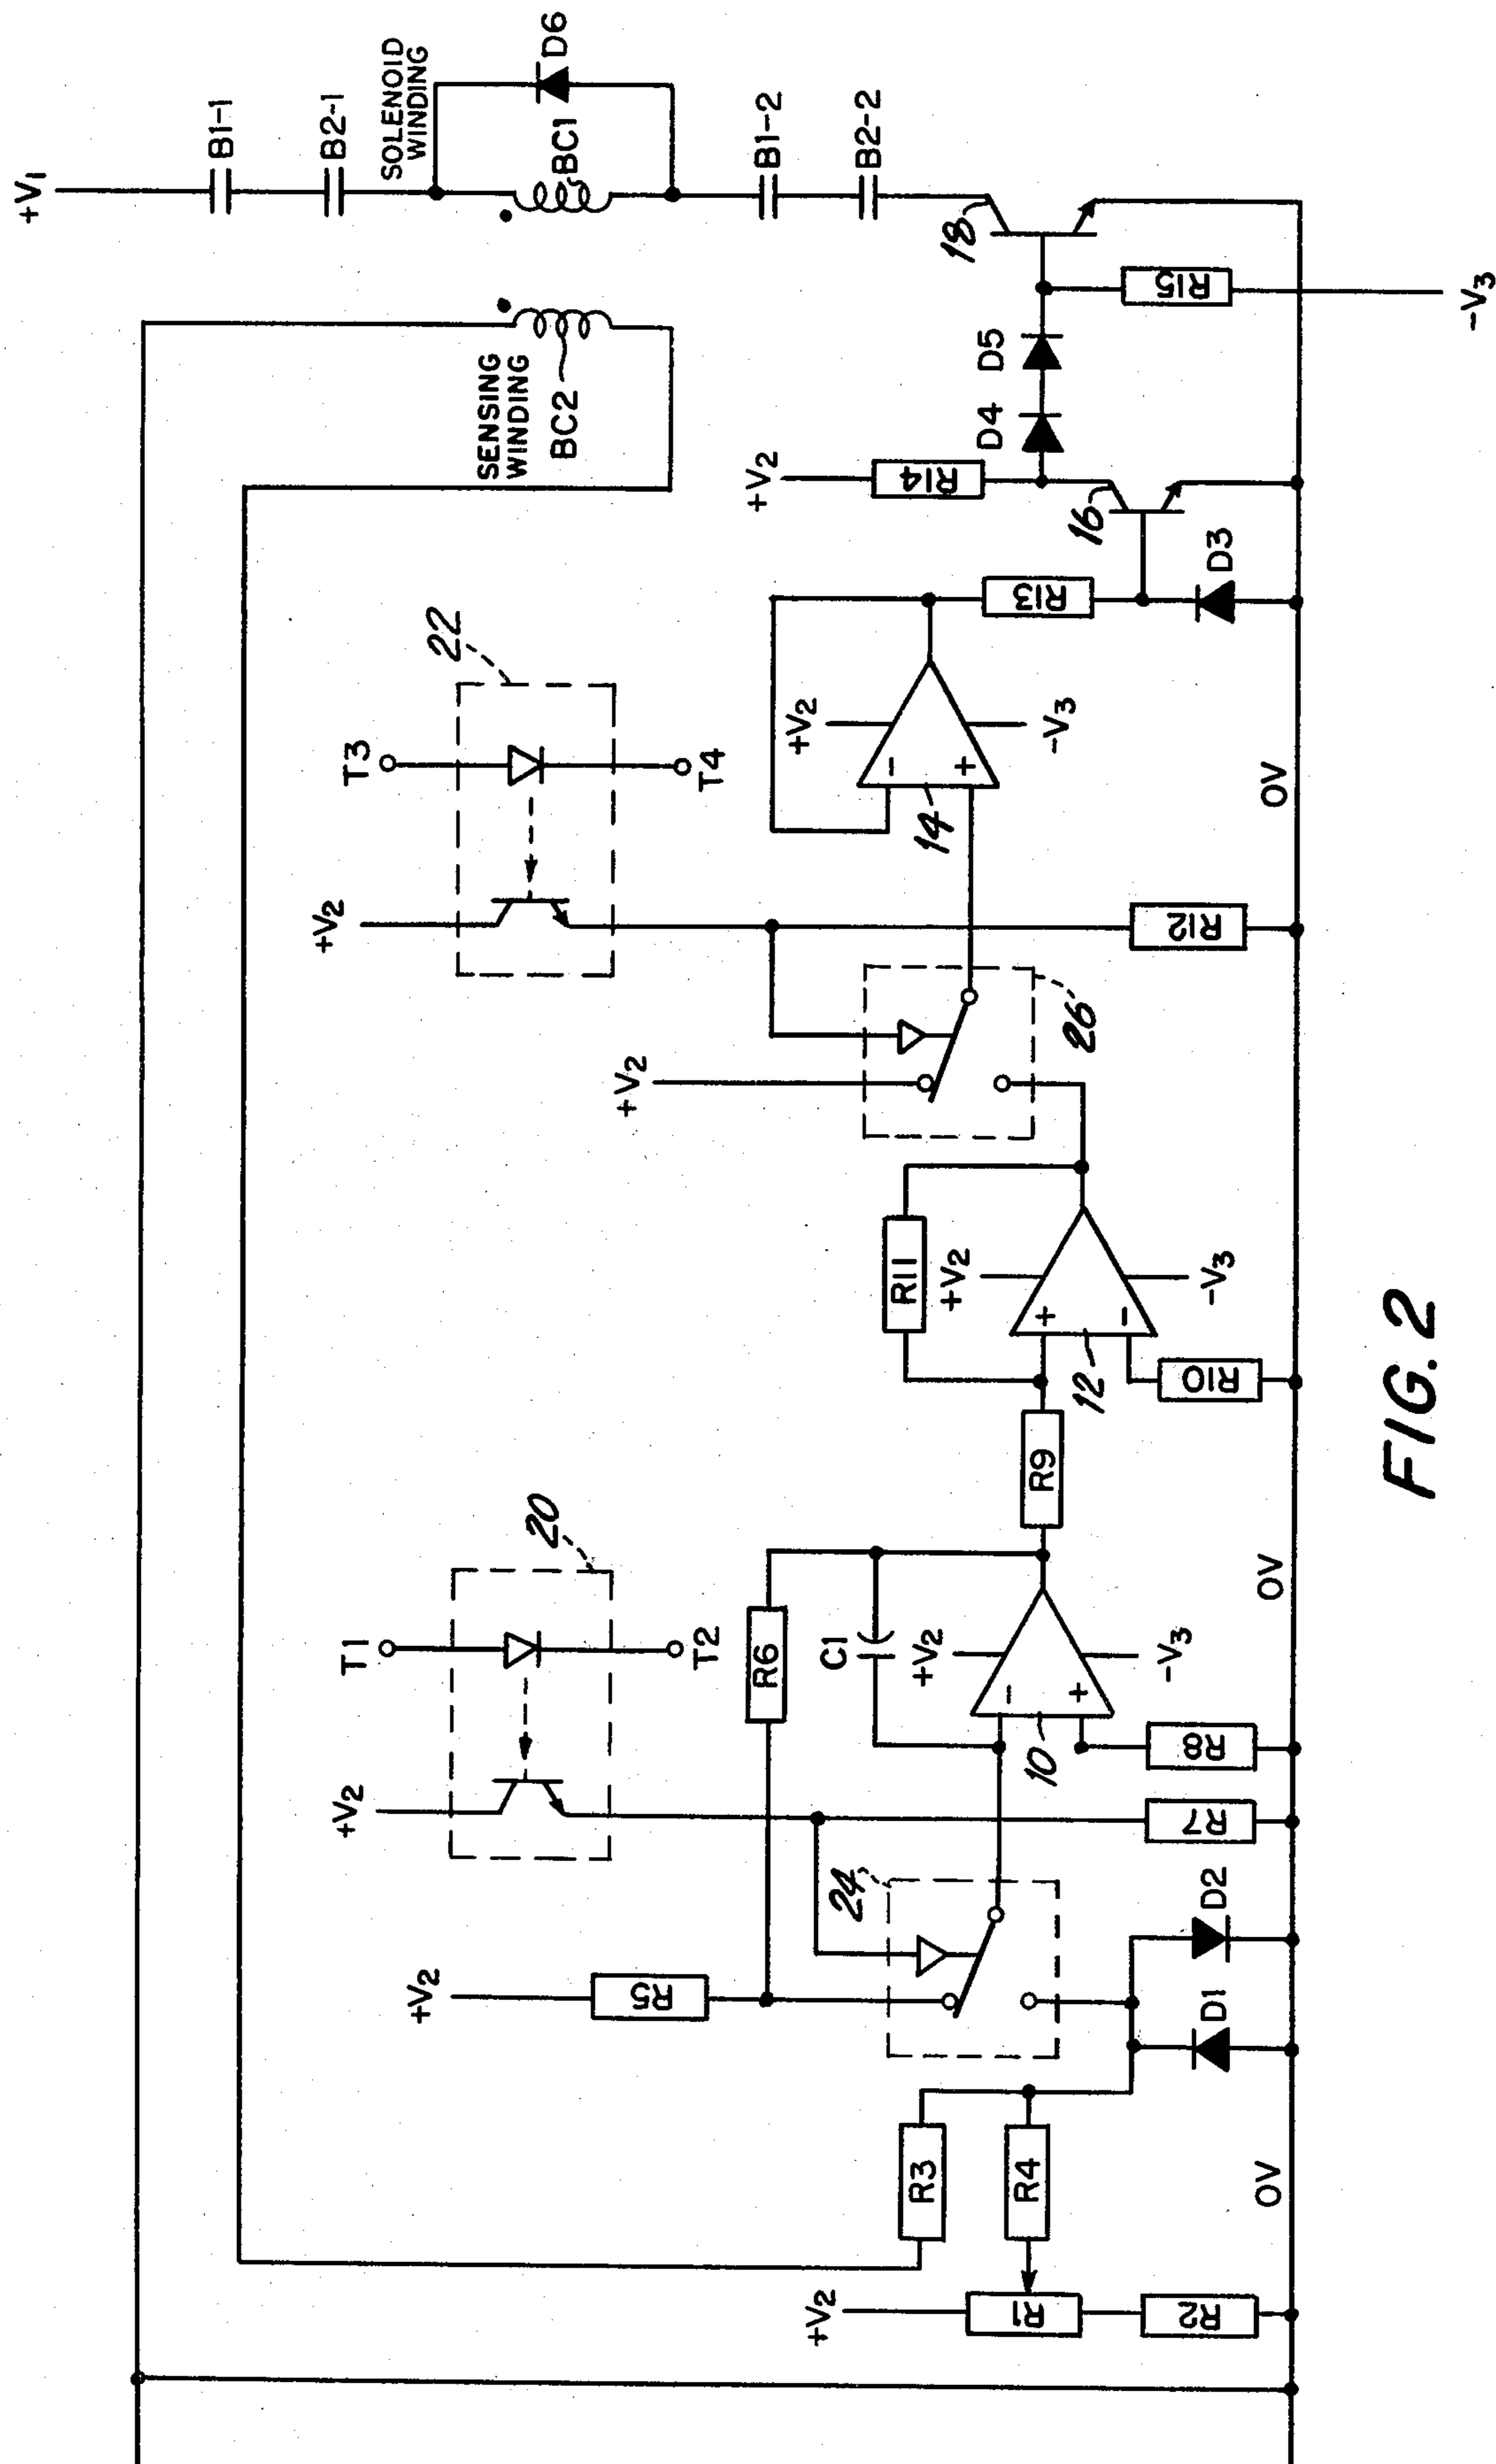 +V1
B1-1
B2-1
SOLENOID
WINDING
D6
BC1
B1-2
B2-2
18
R15
-V3
SENSING
WINDING
BC2
D5
D4
+V2
R14
16
D3
R13
22
T3
T4
+V2
+V2
-
+
14
-V3
0V
R12
26
+V2
R11
+V2
+
-
12
-V3
R10
R9
20
T1
T2
+V2
R6
C1
+V2
-
+
10
-V3
0V
R8
R7
24
+V2
R5
D2
D1
R3
R4
0V
+V2
R1
R2
FIG. 2